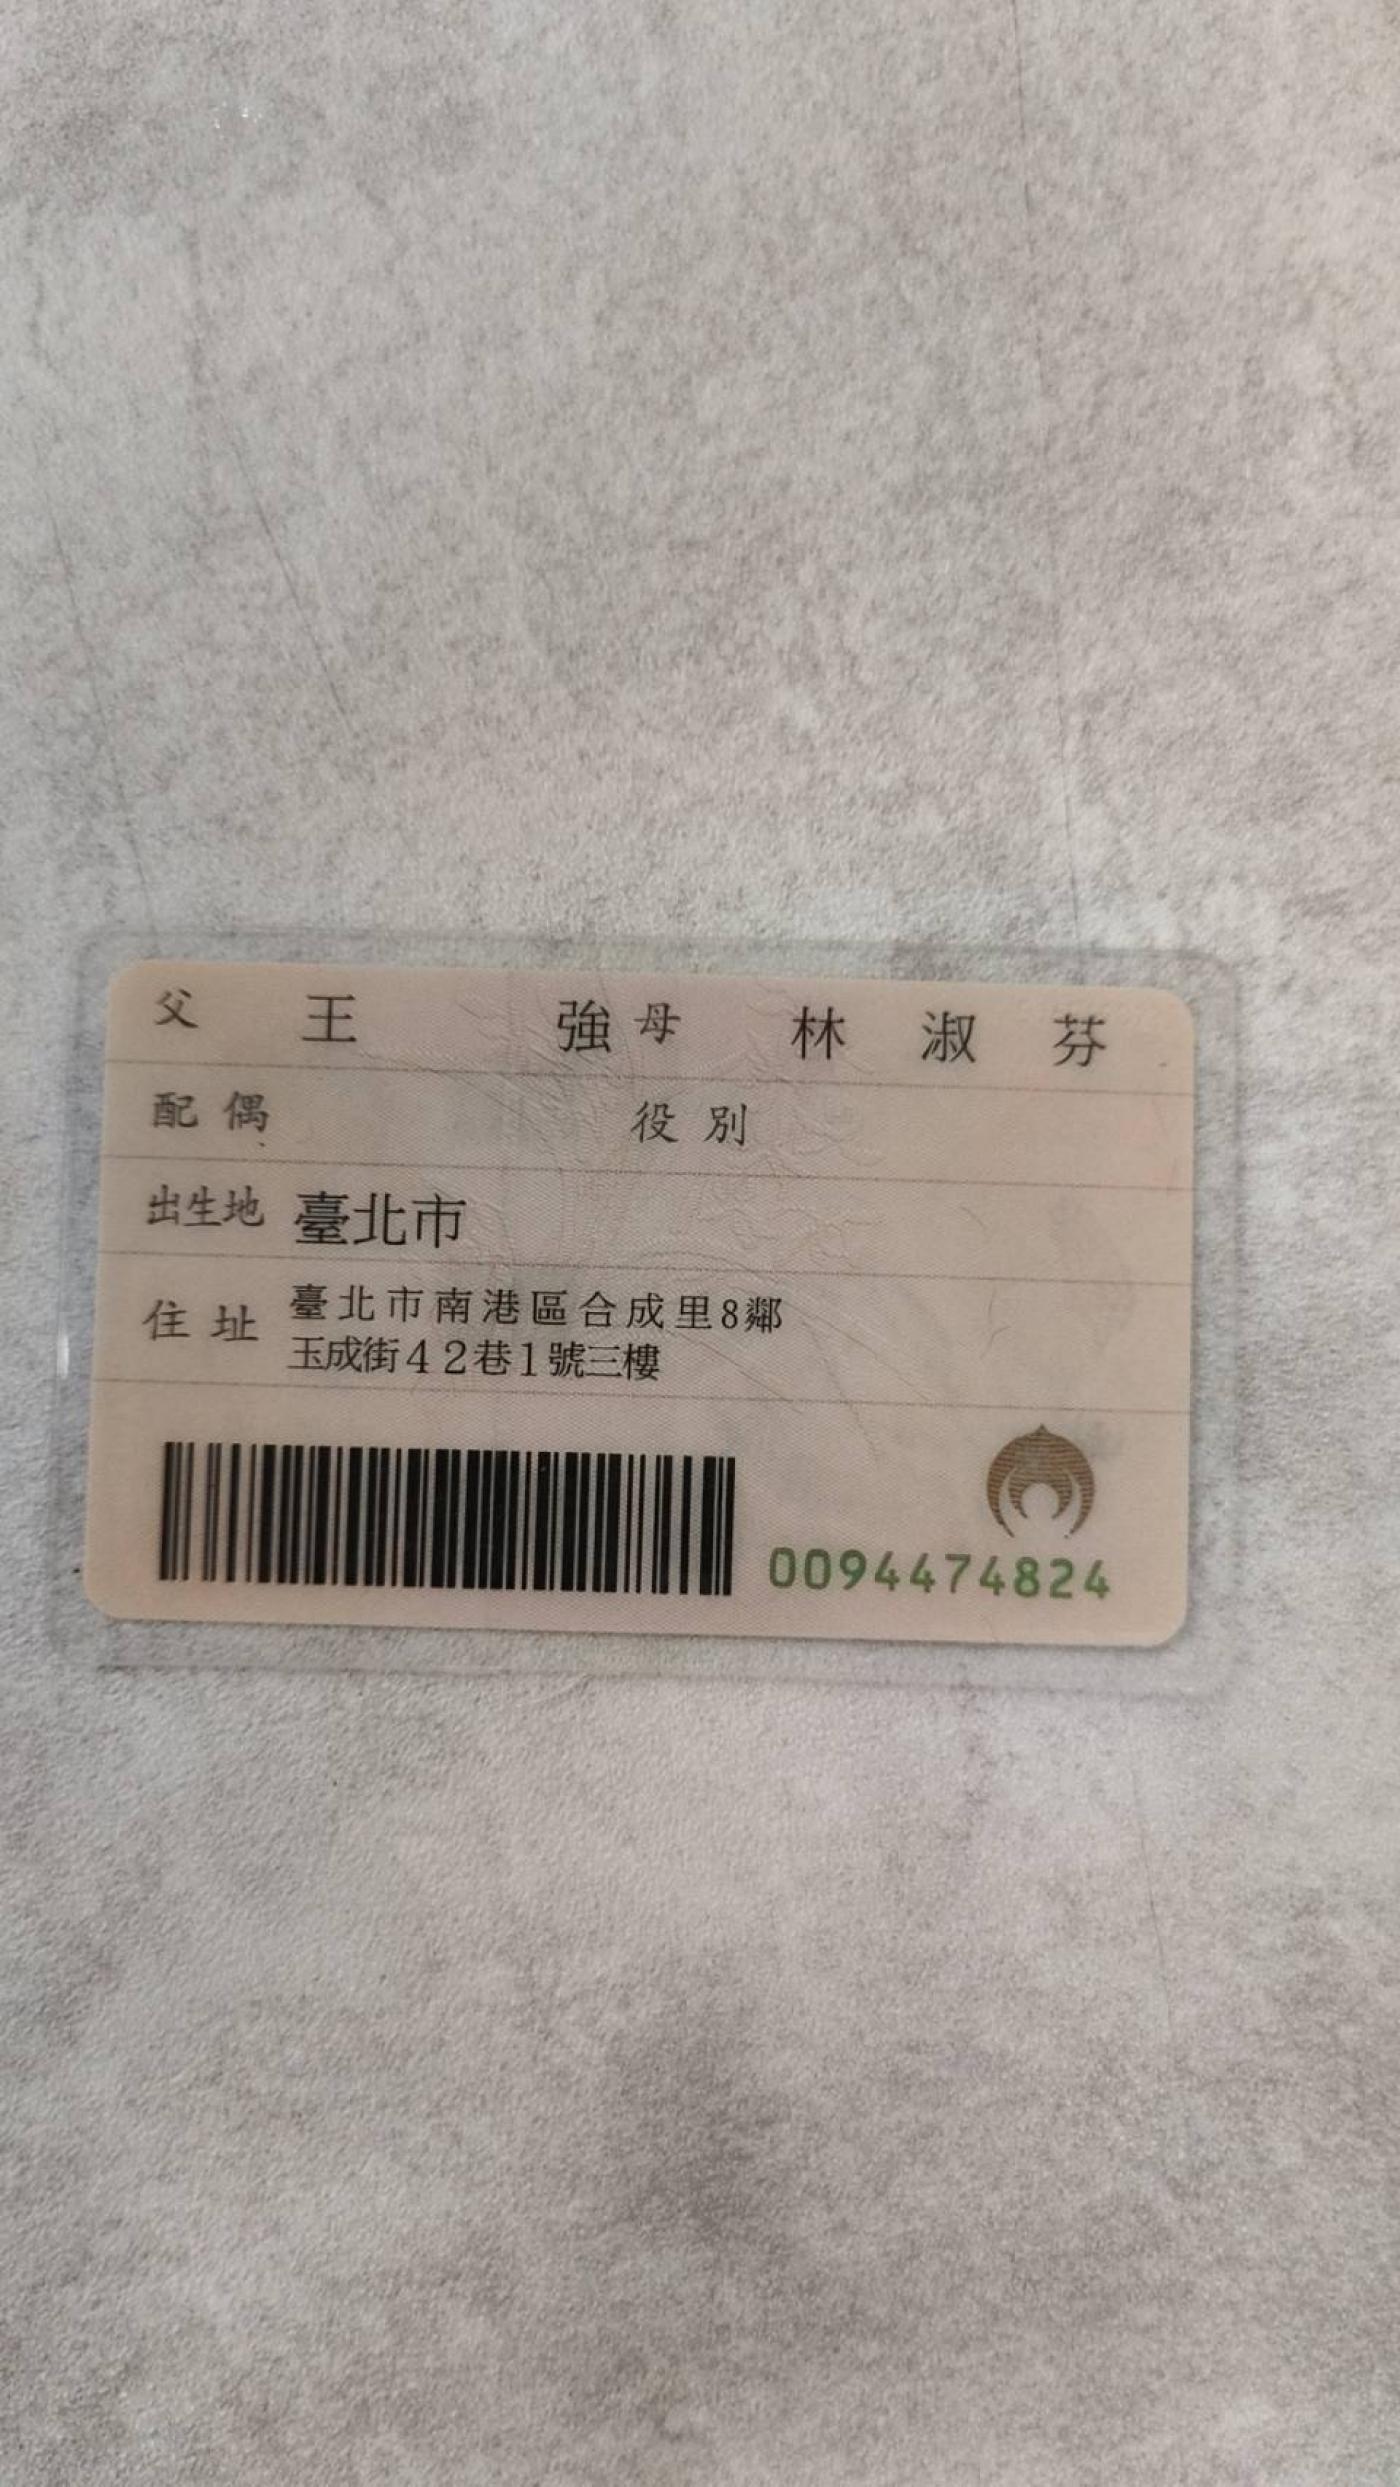 父 王 強 母 林 淑 芬
配偶 役別
出生地 臺北市
住址 臺北市南港區合成里8鄰
玉成街42巷1號三樓
0094474824